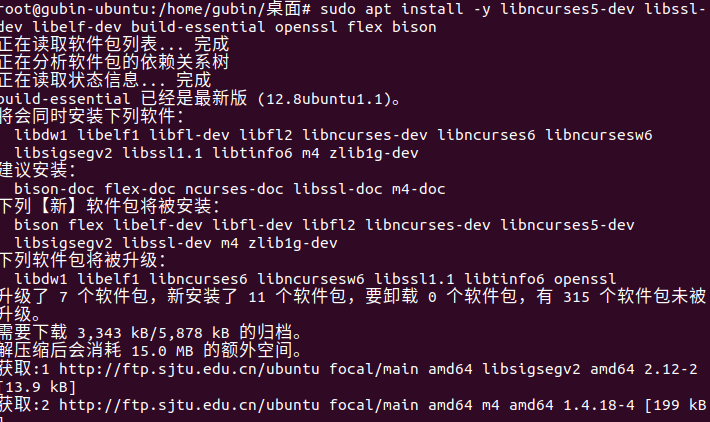 root@gubin-ubuntu:/home/gubin/桌面# sudo apt install -y libncurses5-dev libssl-
dev libelf-dev build-essential openssl flex bison
正在读取软件包列表... 完成
正在分析软件包的依赖关系树
正在读取状态信息... 完成
build-essential 已经是最新版 (12.8ubuntu1.1)。
将会同时安装下列软件：
  libdw1 libelf1 libfl-dev libfl2 libncurses-dev libncurses6 libncursesw6
  libsigsegv2 libssl1.1 libtinfo6 m4 zlib1g-dev
建议安装：
  bison-doc flex-doc ncurses-doc libssl-doc m4-doc
下列【新】软件包将被安装：
  bison flex libelf-dev libfl-dev libfl2 libncurses-dev libncurses5-dev
  libsigsegv2 libssl-dev m4 zlib1g-dev
下列软件包将被升级：
  libdw1 libelf1 libncurses6 libncursesw6 libssl1.1 libtinfo6 openssl
升级了 7 个软件包，新安装了 11 个软件包，要卸载 0 个软件包，有 315 个软件包未被
升级。
需要下载 3,343 kB/5,878 kB 的归档。
解压缩后会消耗 15.0 MB 的额外空间。
获取:1 http://ftp.sjtu.edu.cn/ubuntu focal/main amd64 libsigsegv2 amd64 2.12-2
[13.9 kB]
获取:2 http://ftp.sjtu.edu.cn/ubuntu focal/main amd64 m4 amd64 1.4.18-4 [199 kB